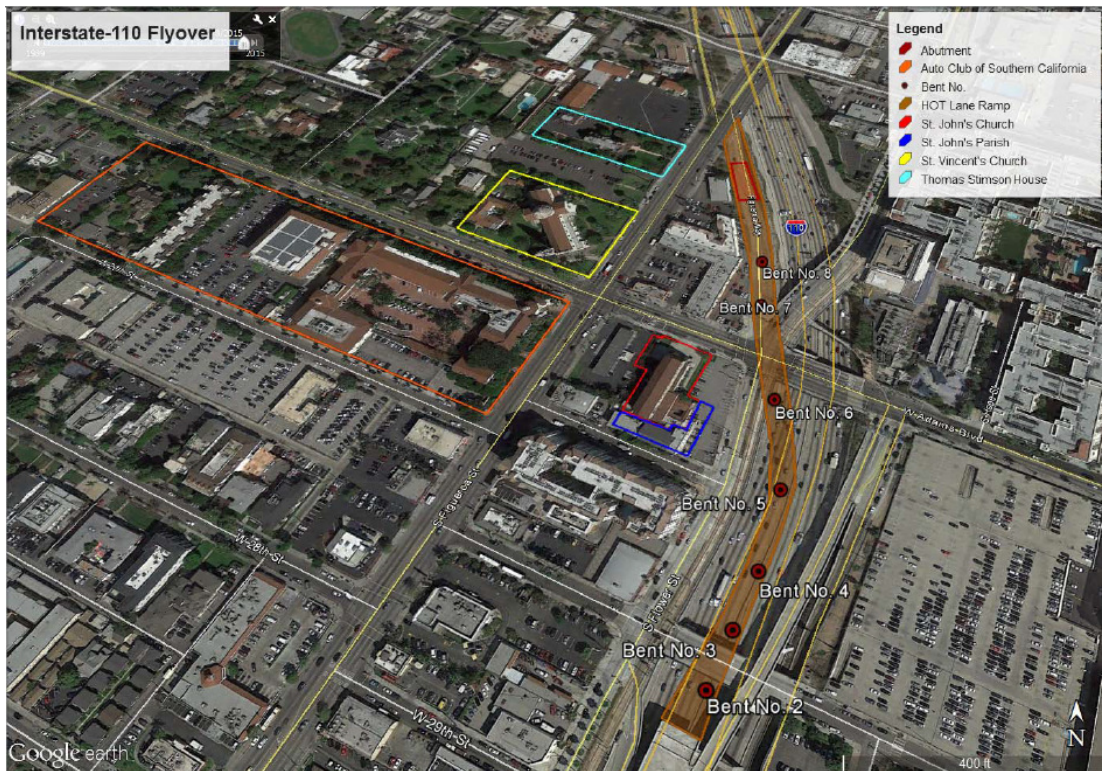 Interstate-110 Flyover
2015
1989
2015
Legend
Abutment
Auto Club of Southern California
Bent No.
HOT Lane Ramp
St. John's Church
St. John's Parish
St. Vincent's Church
Thomas Stimson House
110
Bent No. 8
Bent No. 7
Bent No. 6
W Adams Blvd
Bent No. 5
S Figueroa St
W 28th St
Bent No. 4
S Flower St
Bent No. 3
Bent No. 2
W 29th St
N
Google earth
400 ft